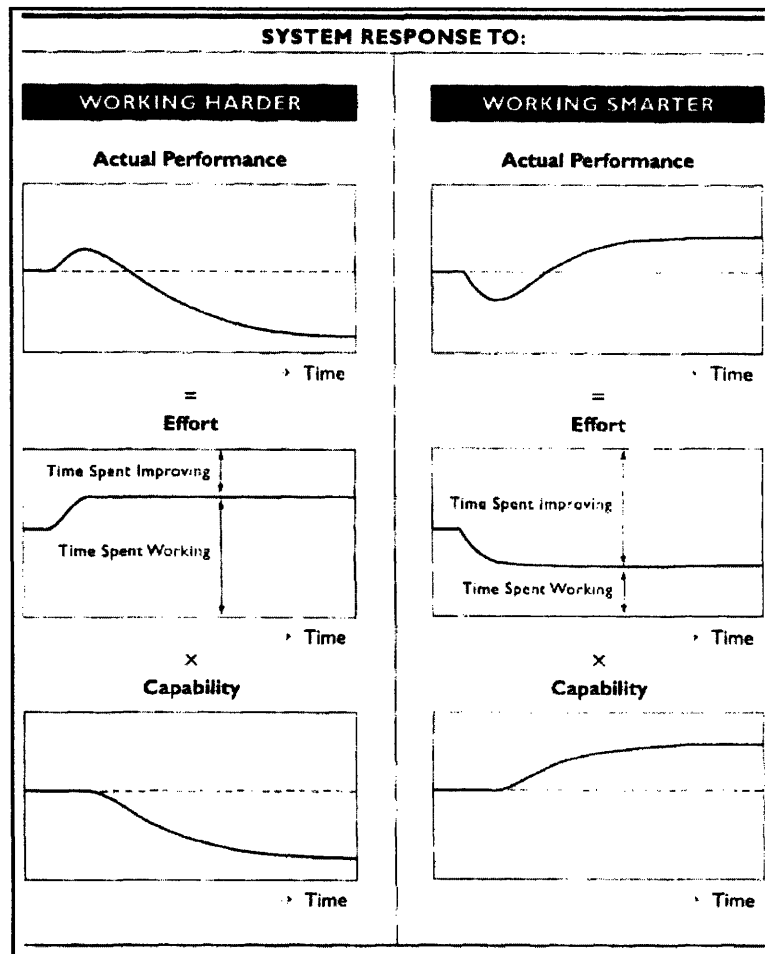 SYSTEM RESPONSE TO:
WORKING HARDER
Actual Performance
Time
=
Effort
Time Spent Improving
Time Spent Working
Time
×
Capability
Time
WORKING SMARTER
Actual Performance
Time
=
Effort
Time Spent Improving
Time Spent Working
Time
×
Capability
Time